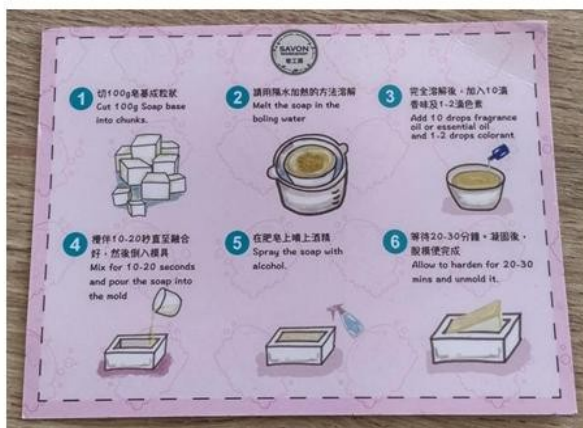 SAVON
皂工房
1
切100g皂基成粒狀
Cut 100g Soap base
into chunks.
2
請用隔水加熱的方法溶解
Melt the soap in the
boling water
3
完全溶解後，加入10滴
香味及1-2滴色素
Add 10 drops fragrance
oil or essential oil
and 1-2 drops colorant
4
攪伴10-20秒直至融合
好，然後倒入模具
Mix for 10-20 seconds
and pour the soap into
the mold
5
在肥皂上噴上酒精
Spray the soap with
alcohol.
6
等待20-30分鐘。凝固後，
脫模便完成
Allow to harden for 20-30
mins and unmold it.